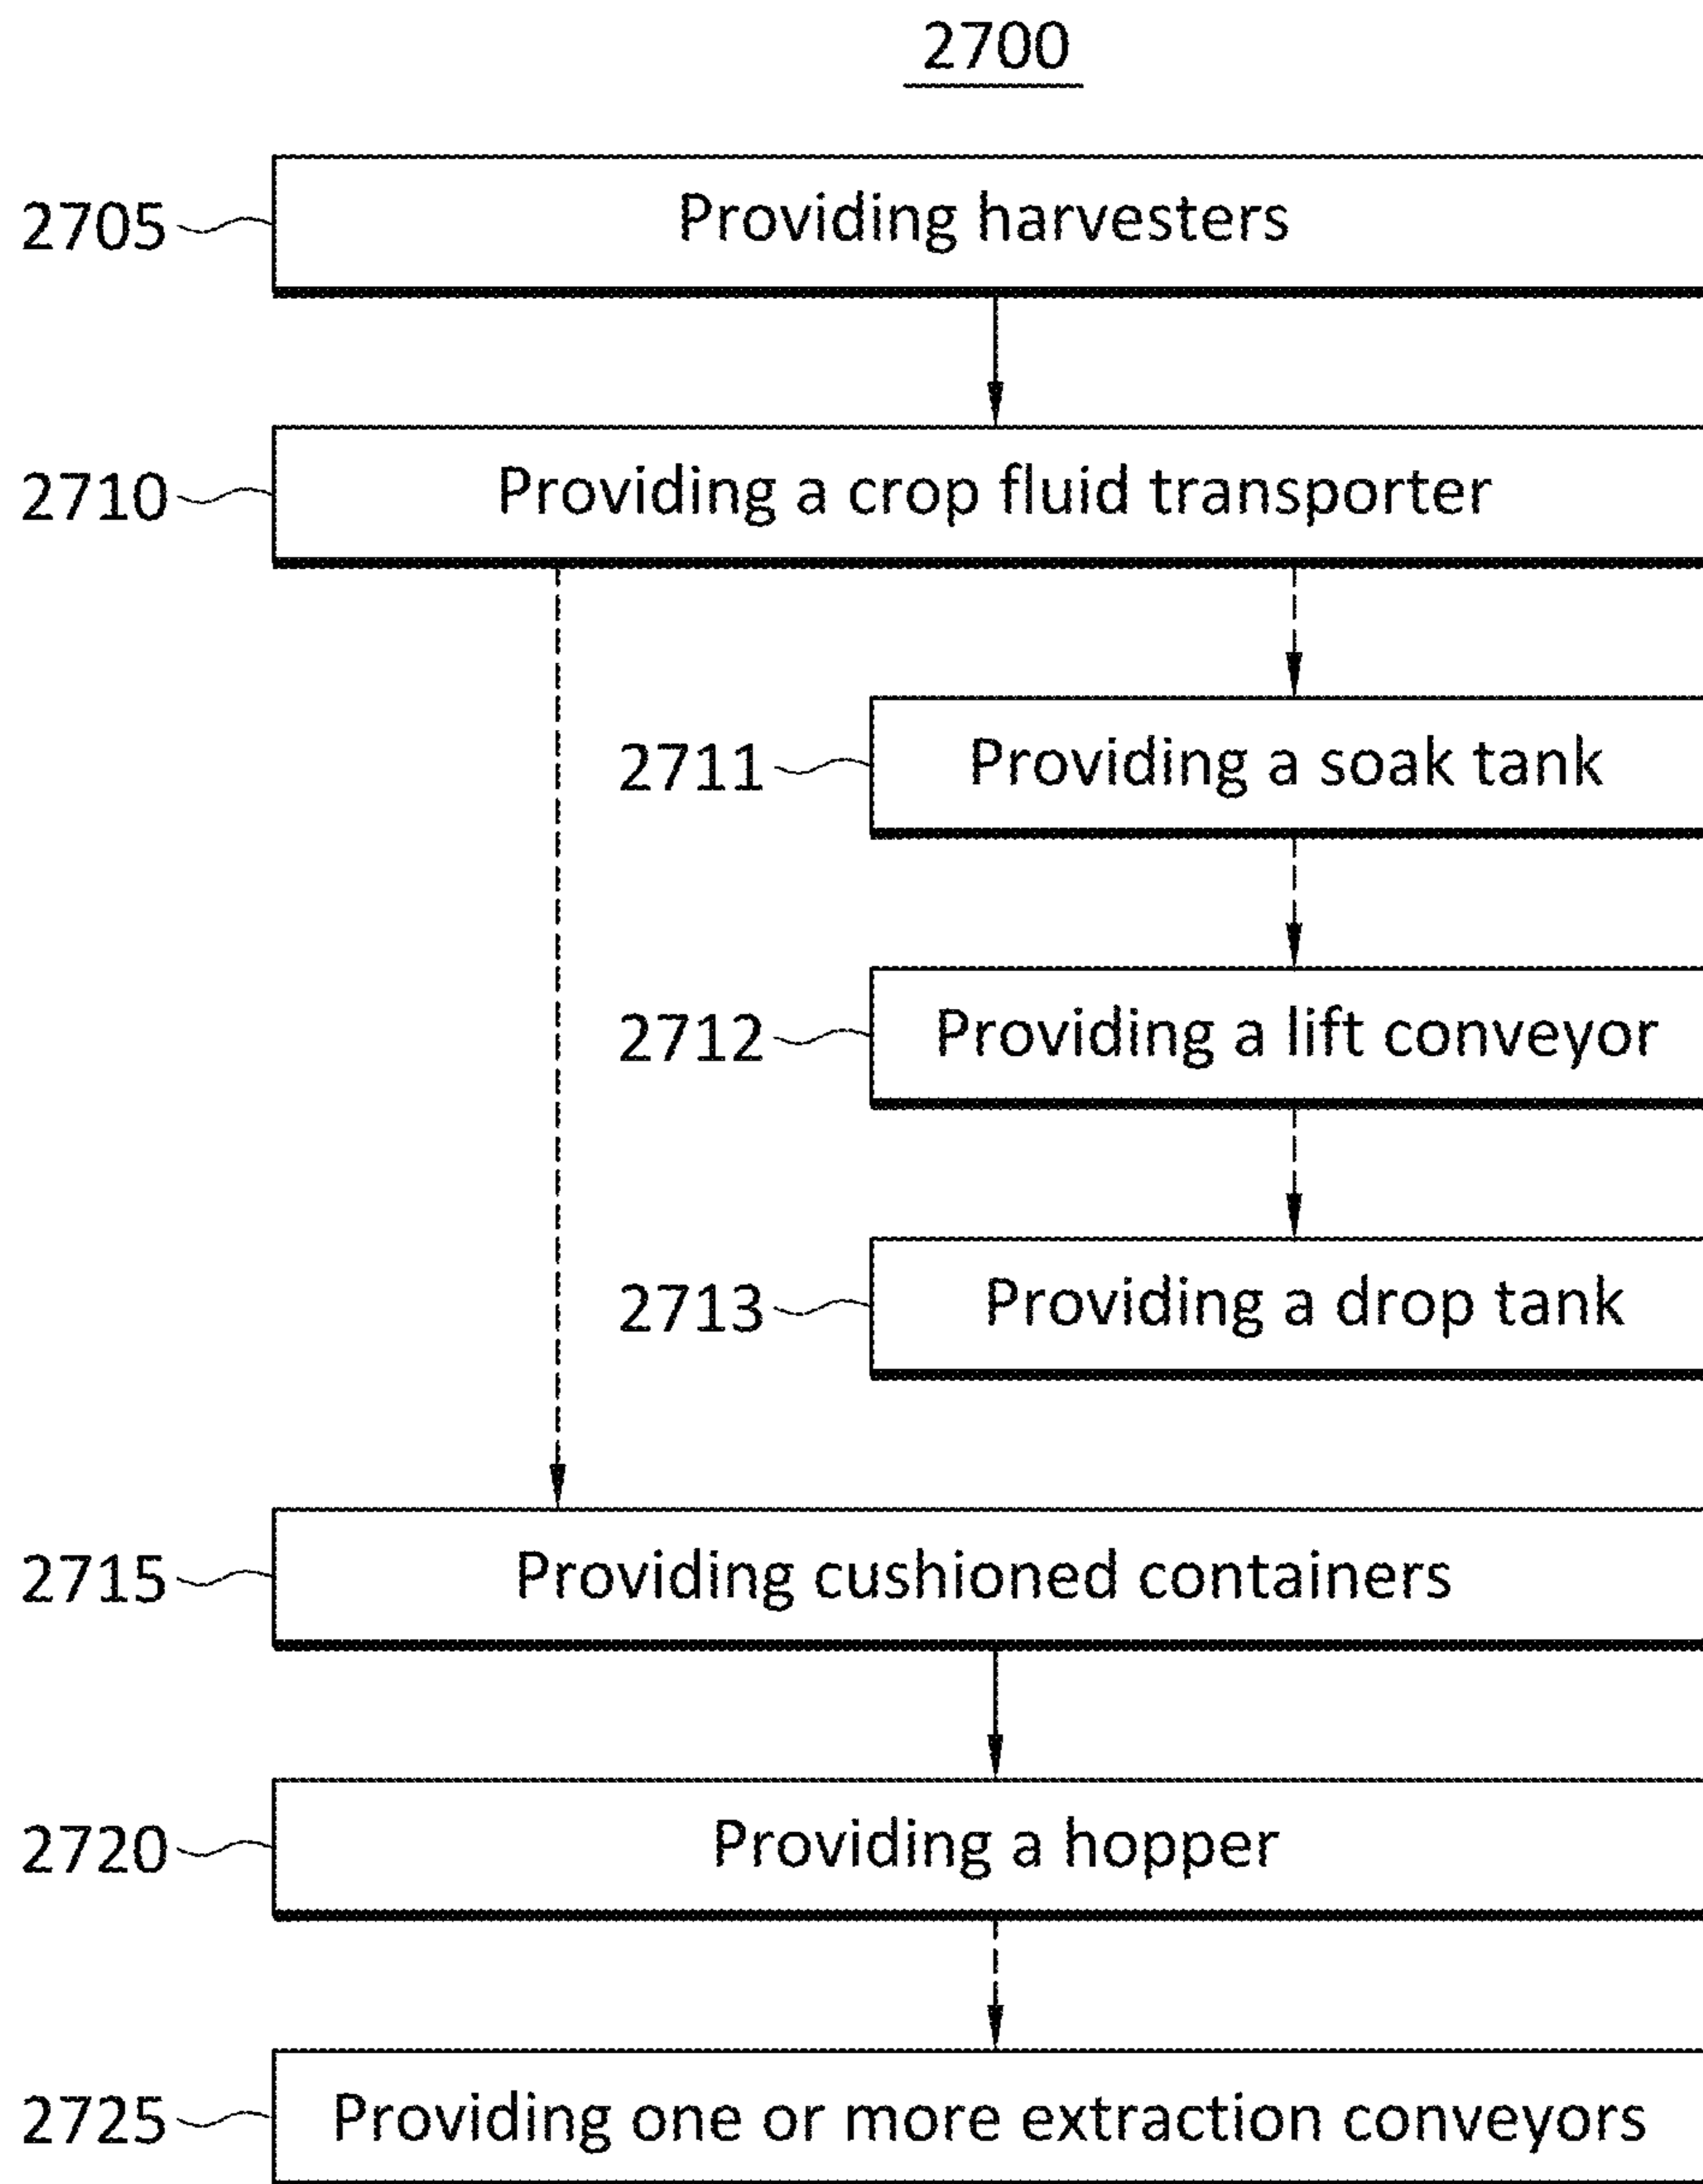 2700
2705 Providing harvesters
2710 Providing a crop fluid transporter
2711 Providing a soak tank
2712 Providing a lift conveyor
2713 Providing a drop tank
2715 Providing cushioned containers
2720 Providing a hopper
2725 Providing one or more extraction conveyors